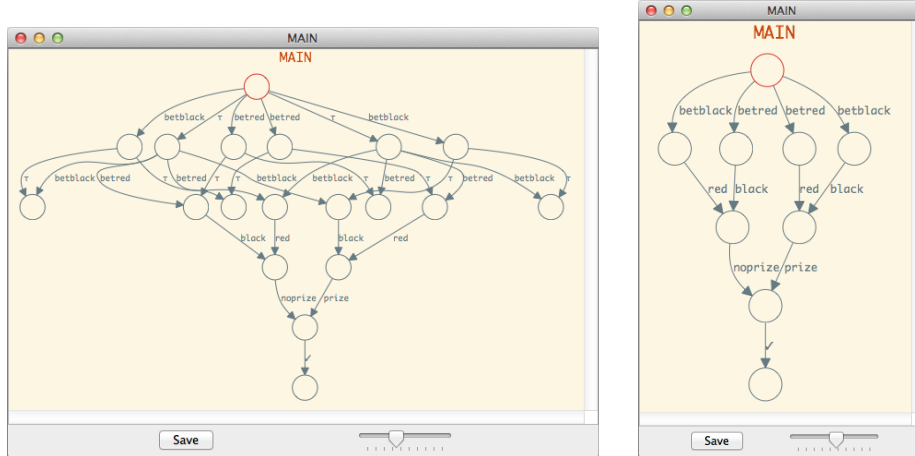 MAIN
MAIN
betblack τ betred betred τ betblack
τ betblack betred τ betred τ betblack betblack τ betred τ betred betblack τ
black red black red
noprize prize
✓
Save
MAIN
MAIN
betblack betred betred betblack
red black red black
noprize prize
✓
Save